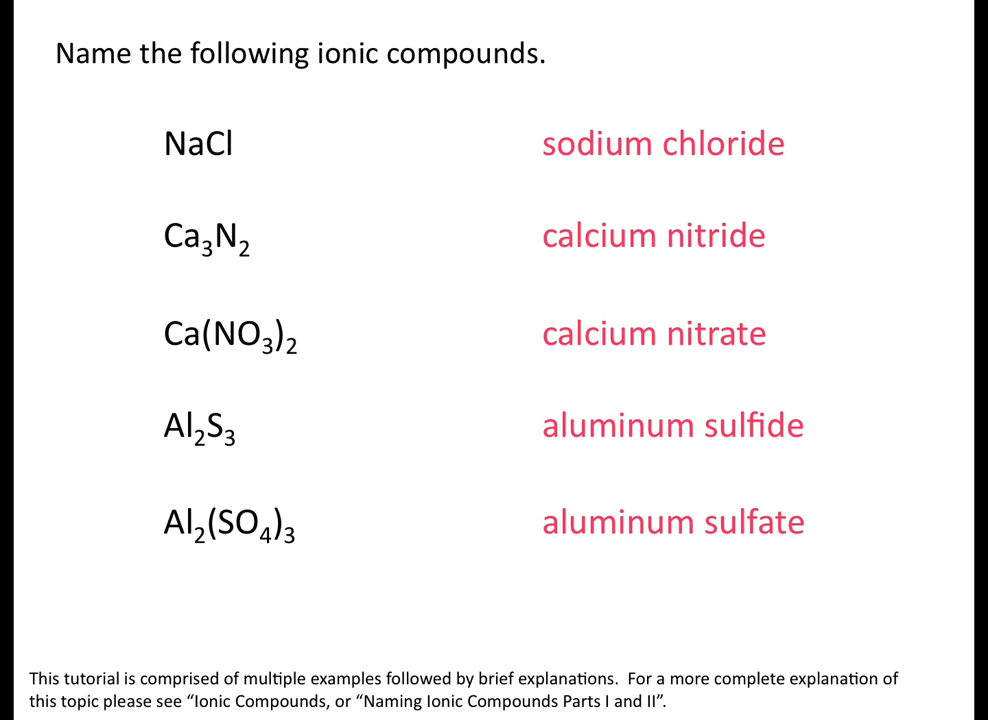 Name the following ionic compounds.
NaCl sodium chloride
Ca₃N₂ calcium nitride
Ca(NO₃)₂ calcium nitrate
Al₂S₃ aluminum sulfide
Al₂(SO₄)₃ aluminum sulfate
This tutorial is comprised of multiple examples followed by brief explanations.  For a more complete explanation of
this topic please see “Ionic Compounds, or “Naming Ionic Compounds Parts I and II”.